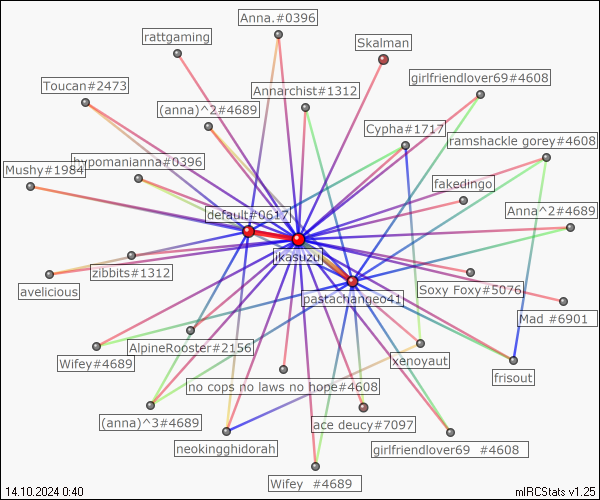 Anna.#0396
rattgaming
Skalman
Toucan#2473
girlfriendlover69#4608
Annarchist#1312
(anna)^2#4689
Cypha#1717
ramshackle gorey#4608
Mushy#1984
hypomanianna#0396
fakedingo
default#0617
Anna^2#4689
ikasuzu
zibbits#1312
avelicious
Soxy Foxy#5076
pastachangeo41
Mad #6901
AlpineRooster#2156
Wifey#4689
xenoyaut
frisout
no cops no laws no hope#4608
(anna)^3#4689
ace deucy#7097
neokingghidorah
girlfriendlover69 #4608
Wifey #4689
14.10.2024 0:40
mIRCStats v1.25